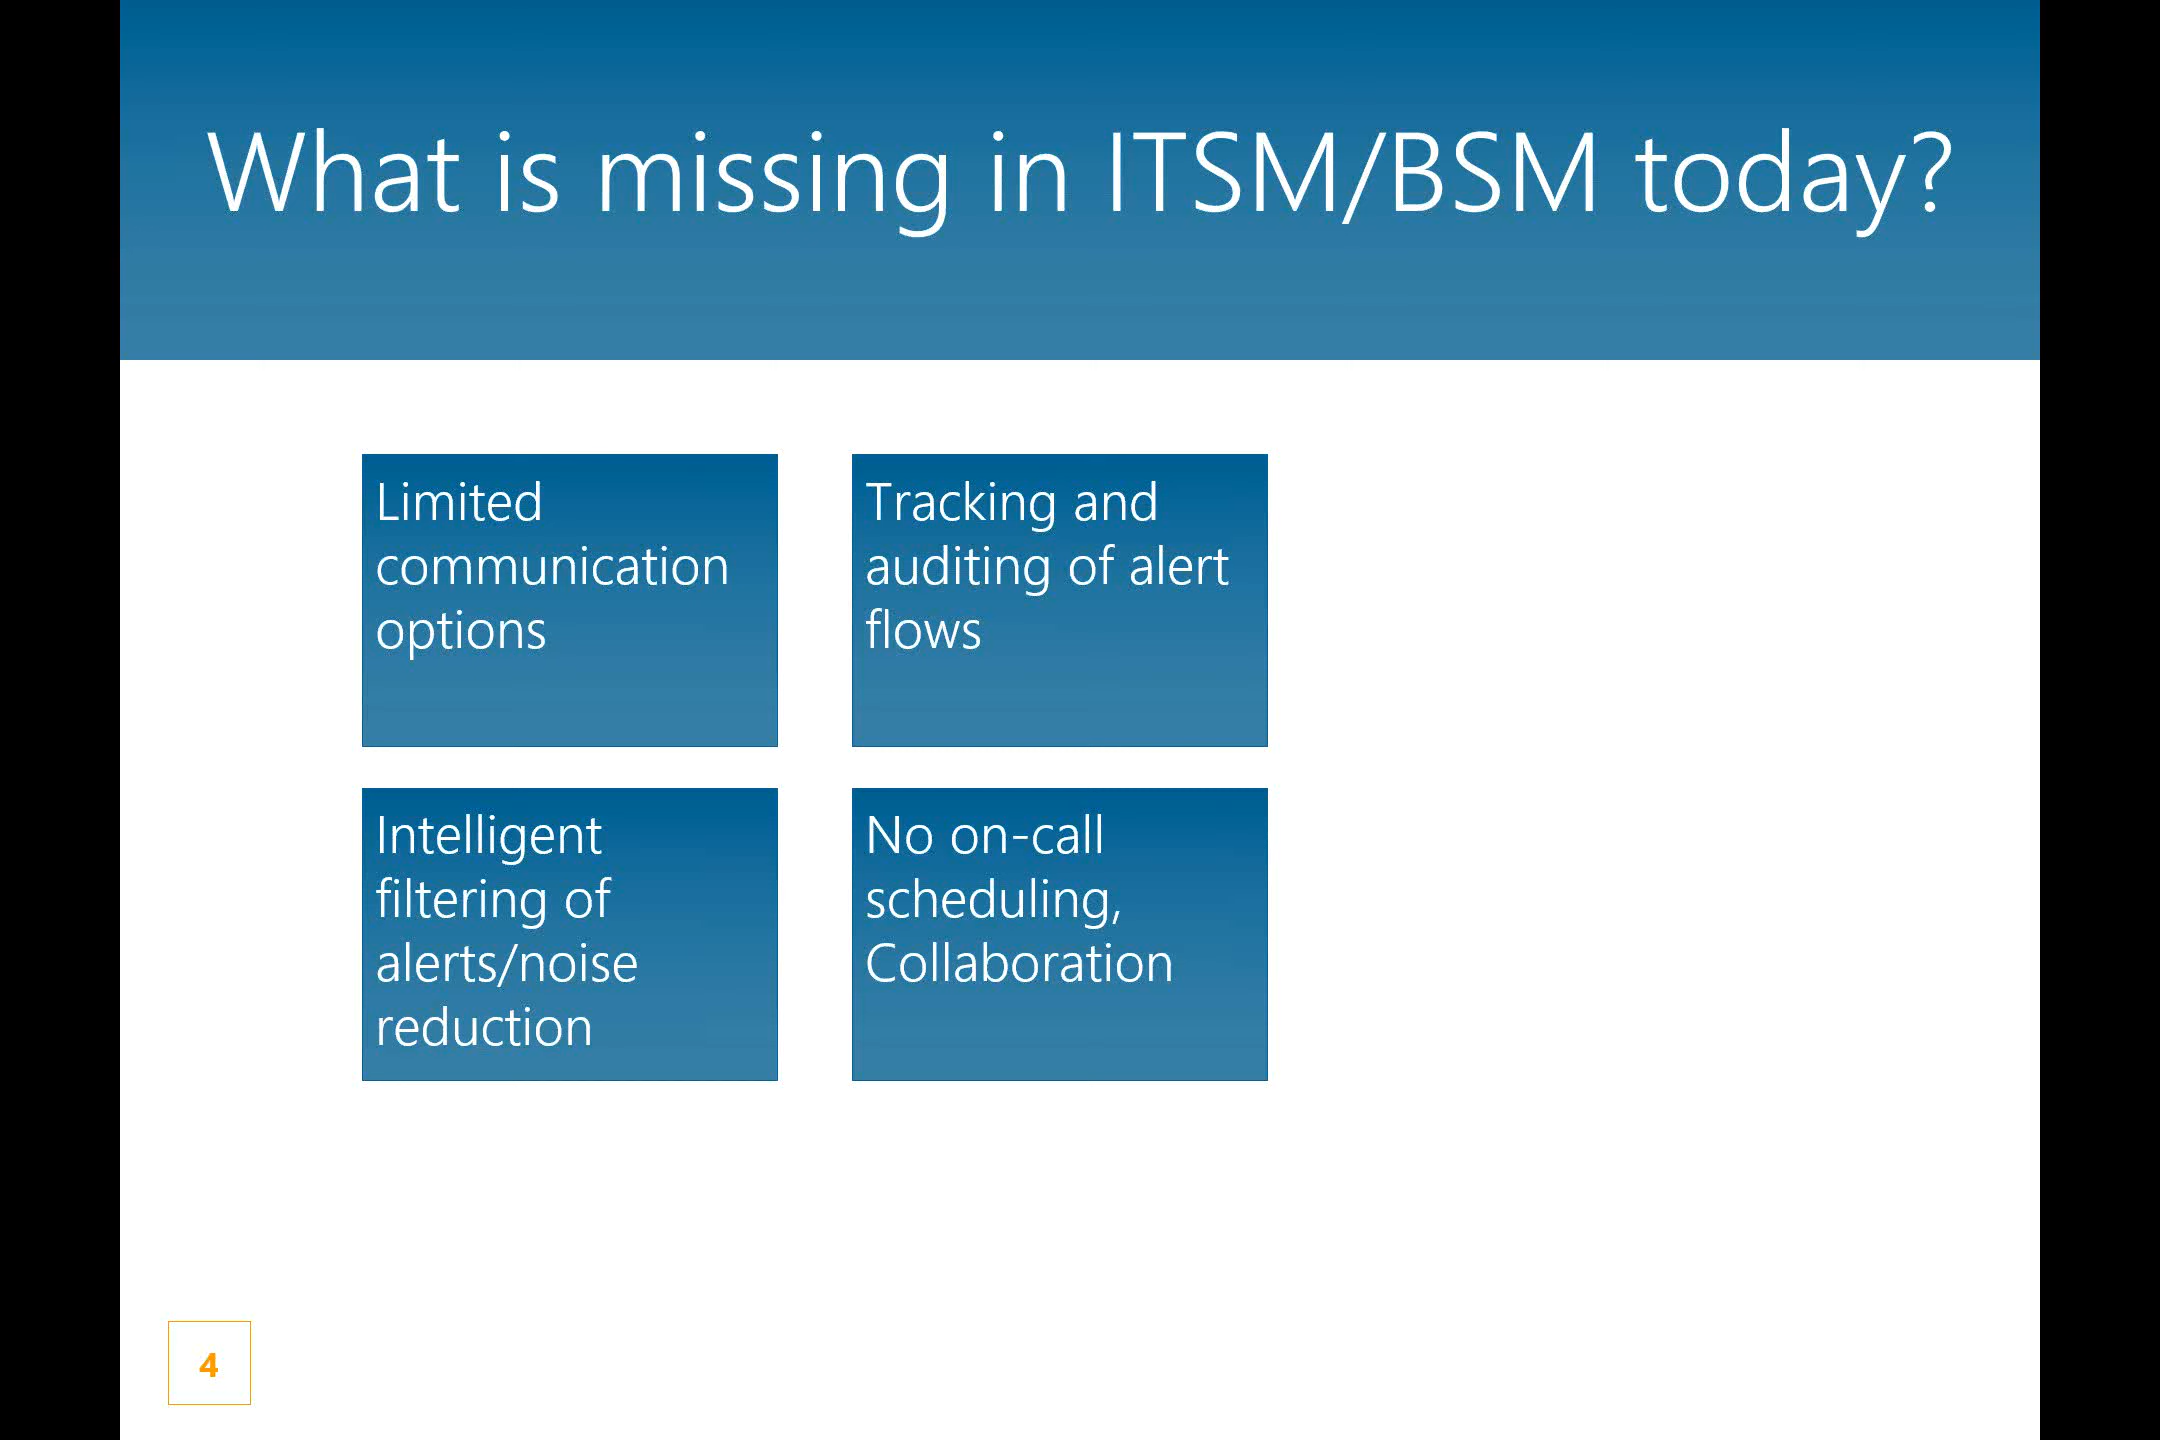 What is missing in ITSM/BSM today?
Limited
communication
options
Tracking and
auditing of alert
flows
Intelligent
filtering of
alerts/noise
reduction
No on-call
scheduling,
Collaboration
4